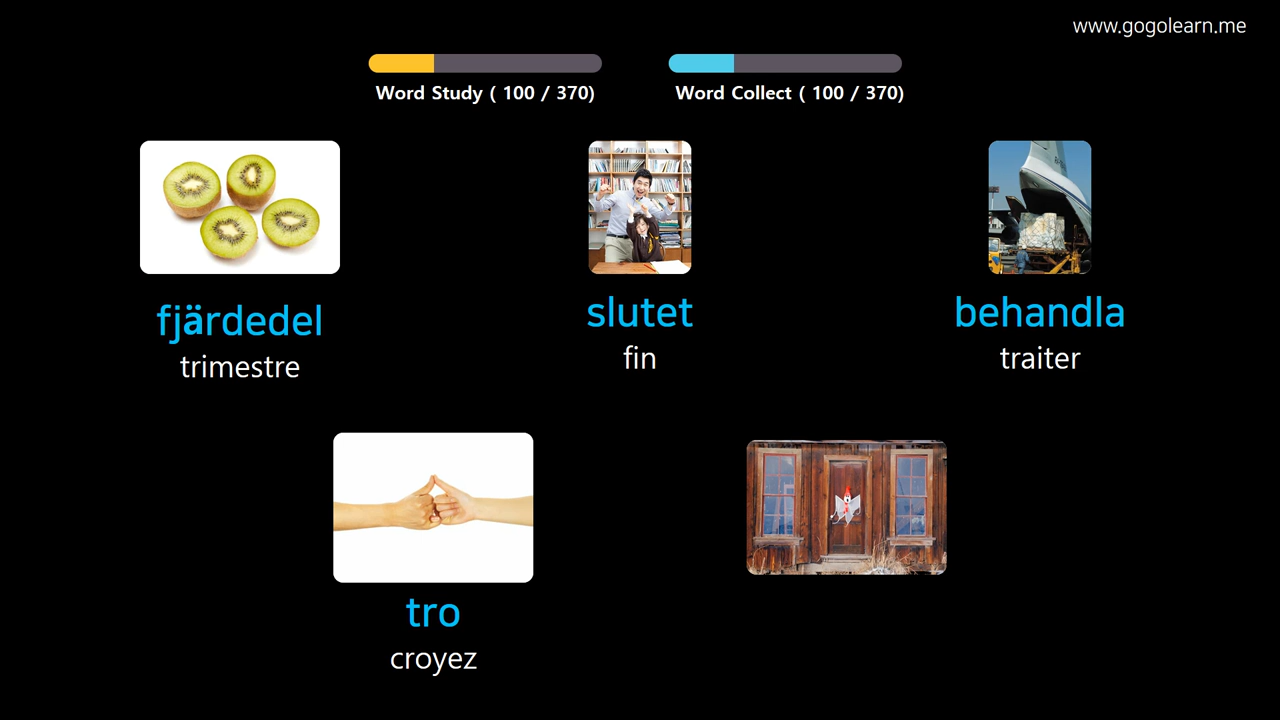 www.gogolearn.me
Word Study ( 100 / 370)
Word Collect ( 100 / 370)
fjärdedel
trimestre
slutet
fin
behandla
traiter
tro
croyez